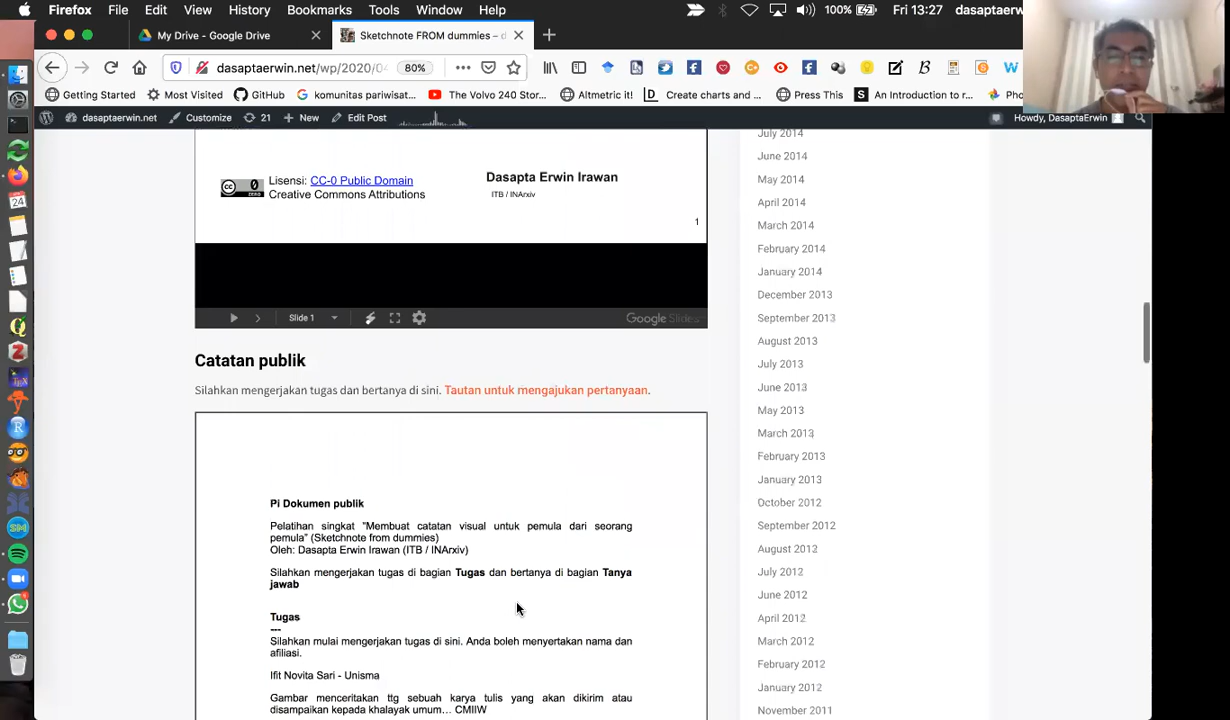 Firefox File Edit View History Bookmarks Tools Window Help 100% Fri 13:27 dasaptaerwin
My Drive - Google Drive
Sketchnote FROM dummies – d
dasaptaerwin.net/wp/2020/04 80%
Getting Started Most Visited GitHub komunitas pariwisat... The Volvo 240 Stor... Altmetric it! Create charts and ... Press This An Introduction to r... Pho
dasaptaerwin.net Customize 21 New Edit Post Howdy, DasaptaErwin
Lisensi: CC-0 Public Domain
Creative Commons Attributions
Dasapta Erwin Irawan
ITB / INArxiv
1
Slide 1
Google Slides
Catatan publik
Silahkan mengerjakan tugas dan bertanya di sini. Tautan untuk mengajukan pertanyaan.
Pi Dokumen publik
Pelatihan singkat "Membuat catatan visual untuk pemula dari seorang
pemula" (Sketchnote from dummies)
Oleh: Dasapta Erwin Irawan (ITB / INArxiv)
Silahkan mengerjakan tugas di bagian Tugas dan bertanya di bagian Tanya
jawab
Tugas
---
Silahkan mulai mengerjakan tugas di sini. Anda boleh menyertakan nama dan
afiliasi.
Ifit Novita Sari - Unisma
Gambar menceritakan ttg sebuah karya tulis yang akan dikirim atau
disampaikan kepada khalayak umum... CMIIW
July 2014
June 2014
May 2014
April 2014
March 2014
February 2014
January 2014
December 2013
September 2013
August 2013
July 2013
June 2013
May 2013
March 2013
February 2013
January 2013
October 2012
September 2012
August 2012
July 2012
June 2012
April 2012
March 2012
February 2012
January 2012
November 2011